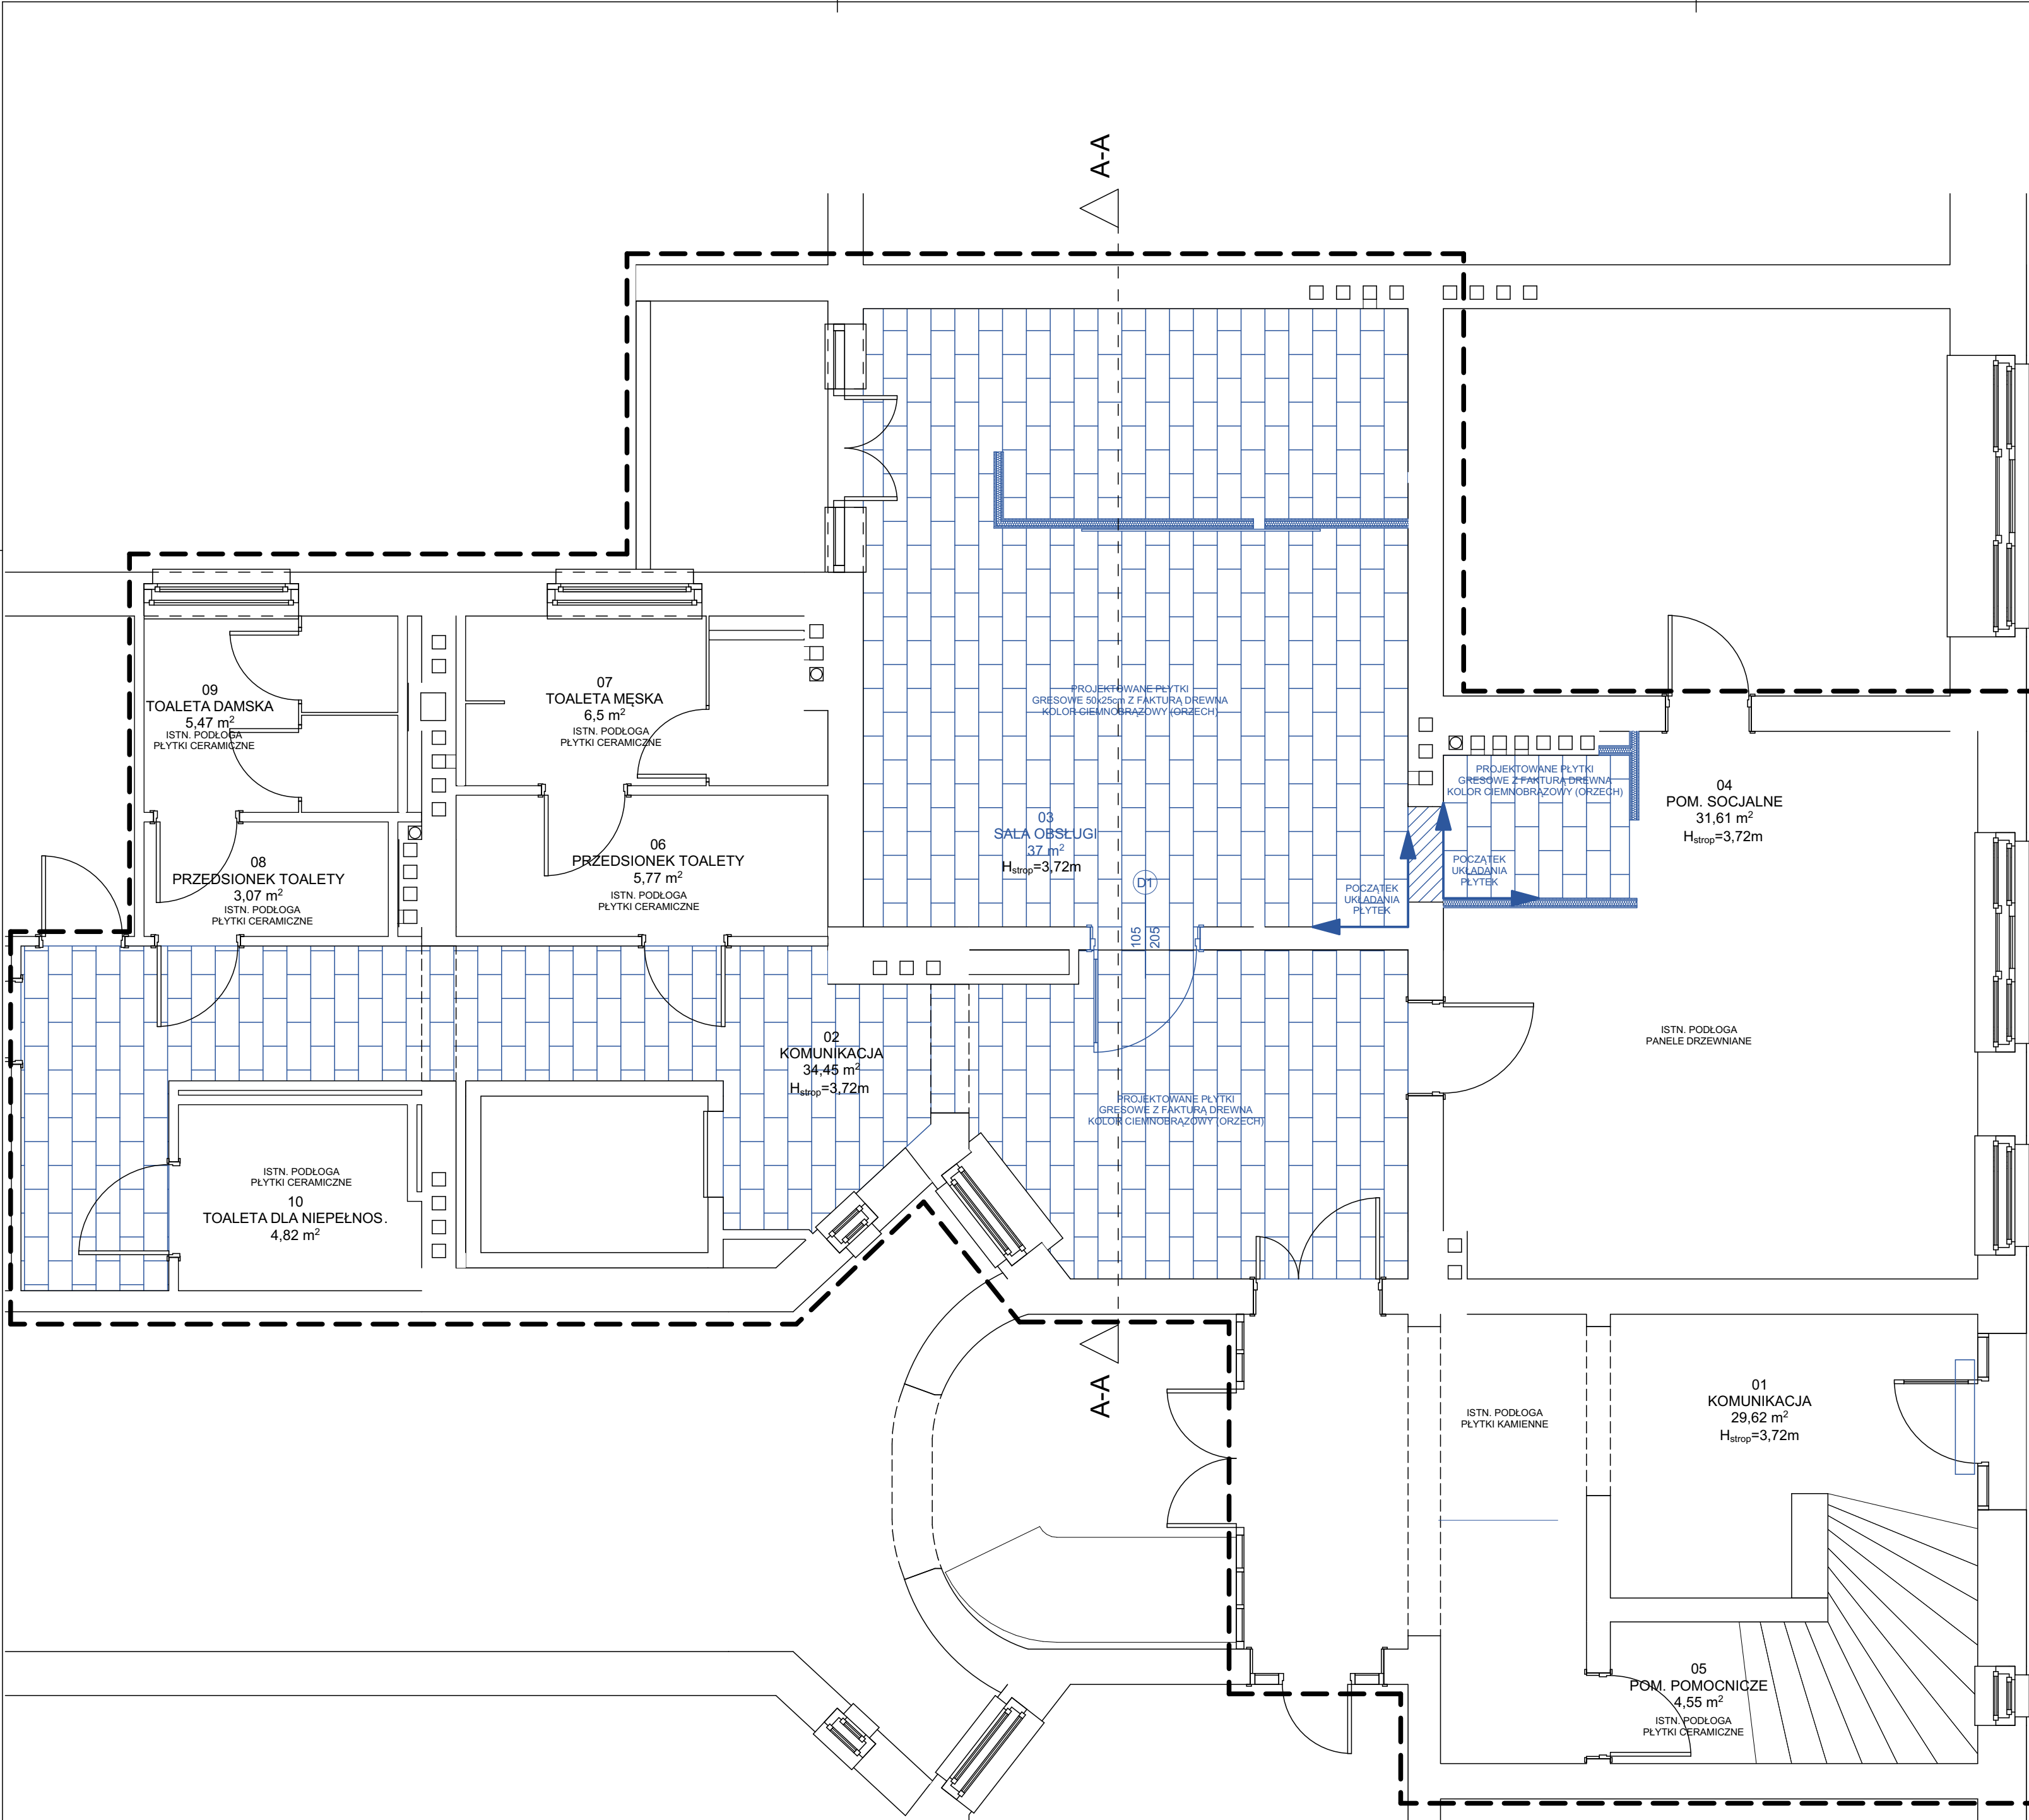 A-A
09
TOALETA DAMSKA
5,47 m²
ISTN. PODŁOGA
PŁYTKI CERAMICZNE
07
TOALETA MĘSKA
6,5 m²
ISTN. PODŁOGA
PŁYTKI CERAMICZNE
PROJEKTOWANE PŁYTKI
GRESOWE 50x25cm Z FAKTURĄ DREWNA
KOLOR CIEMNOBRĄZOWY (ORZECH)
PROJEKTOWANE PŁYTKI
GRESOWE Z FAKTURĄ DREWNA
KOLOR CIEMNOBRĄZOWY (ORZECH)
04
POM. SOCJALNE
31,61 m²
Hstrop=3,72m
08
PRZEDSIONEK TOALETY
3,07 m²
ISTN. PODŁOGA
PŁYTKI CERAMICZNE
06
PRZEDSIONEK TOALETY
5,77 m²
ISTN. PODŁOGA
PŁYTKI CERAMICZNE
03
SALA OBSŁUGI
37 m²
Hstrop=3,72m
D1
105
205
POCZĄTEK
UKŁADANIA
PŁYTEK
POCZĄTEK
UKŁADANIA
PŁYTEK
02
KOMUNIKACJA
34,45 m²
Hstrop=3,72m
ISTN. PODŁOGA
PANELE DRZEWNIANE
PROJEKTOWANE PŁYTKI
GRESOWE Z FAKTURĄ DREWNA
KOLOR CIEMNOBRĄZOWY (ORZECH)
ISTN. PODŁOGA
PŁYTKI CERAMICZNE
10
TOALETA DLA NIEPEŁNOS.
4,82 m²
A-A
ISTN. PODŁOGA
PŁYTKI KAMIENNE
01
KOMUNIKACJA
29,62 m²
Hstrop=3,72m
05
POM. POMOCNICZE
4,55 m²
ISTN. PODŁOGA
PŁYTKI CERAMICZNE